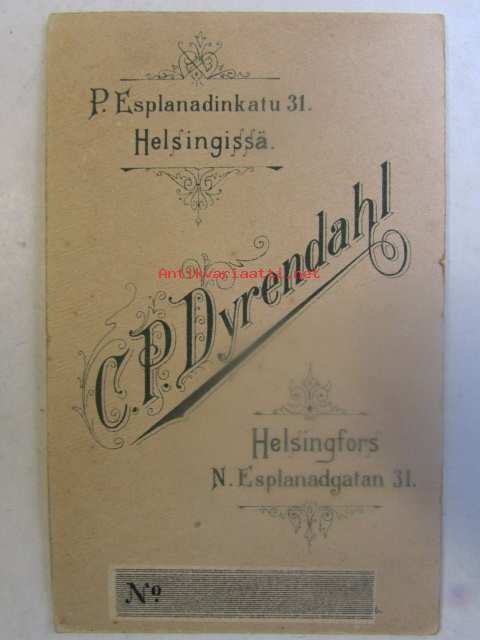 P. Esplanadinkatu 31.
Helsingissä.
Antikvariaatti.net
C.P. Dyrendahl
Helsingfors
N. Esplanadgatan 31.
No